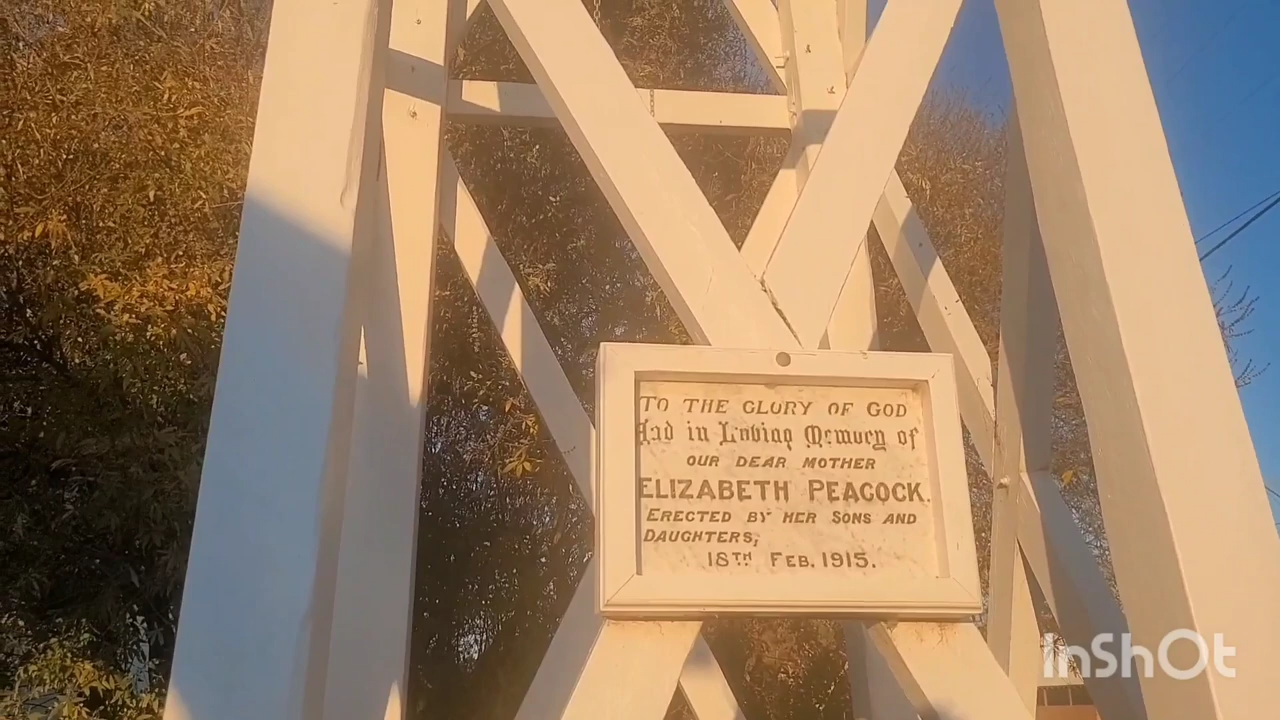 TO THE GLORY OF GOD
And in Loving Memory of
OUR DEAR MOTHER
ELIZABETH PEACOCK.
ERECTED BY HER SONS AND
DAUGHTERS,
18TH FEB. 1915.
InShOt